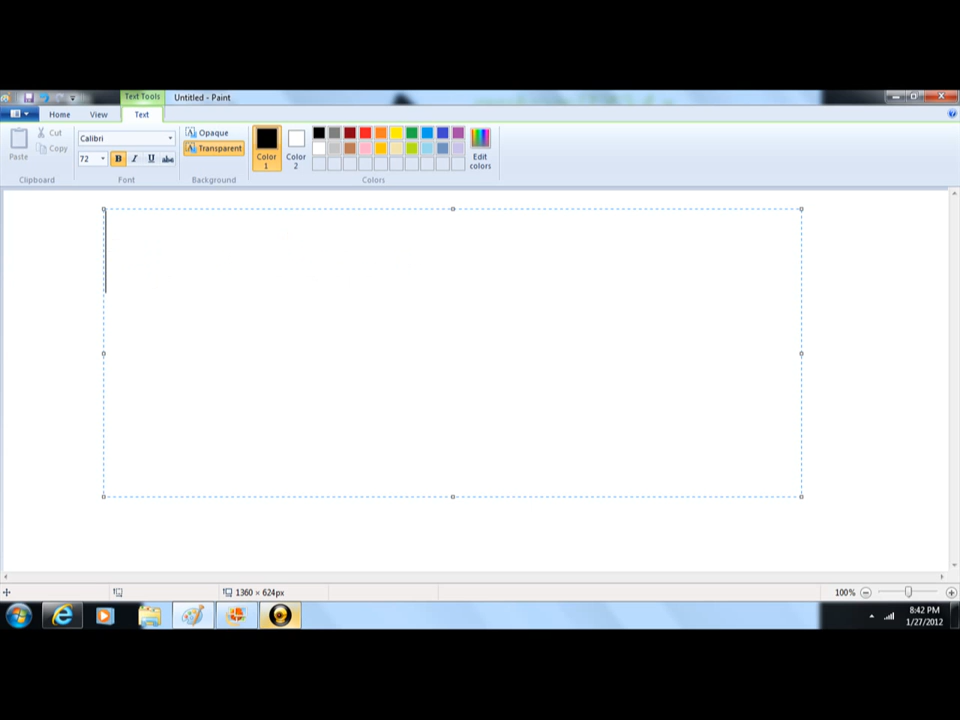 Text Tools
Untitled - Paint
Home
View
Text
Paste
Cut
Copy
Clipboard
Calibri
72
B I U abc
Font
Opaque
Transparent
Background
Color 1
Color 2
Edit colors
Colors
1360 × 624px
100%
8:42 PM
1/27/2012